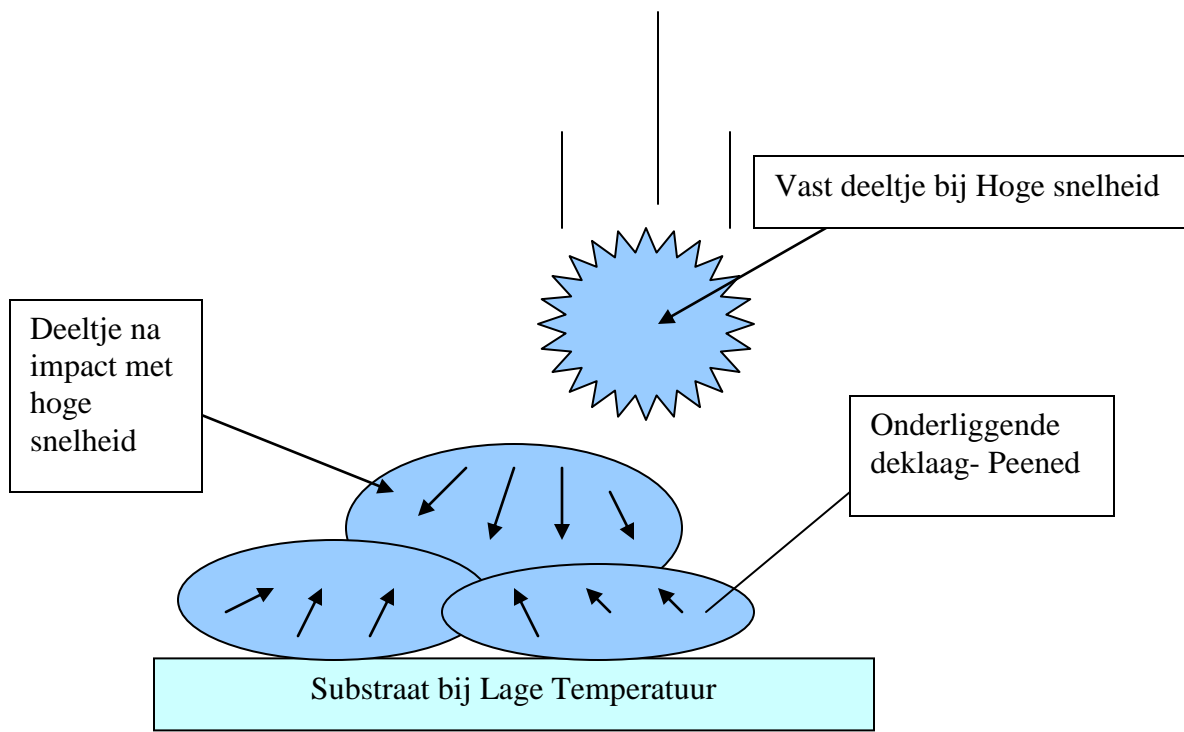 Vast deeltje bij Hoge snelheid
Deeltje na
impact met
hoge
snelheid
Onderliggende
deklaag- Peened
Substraat bij Lage Temperatuur